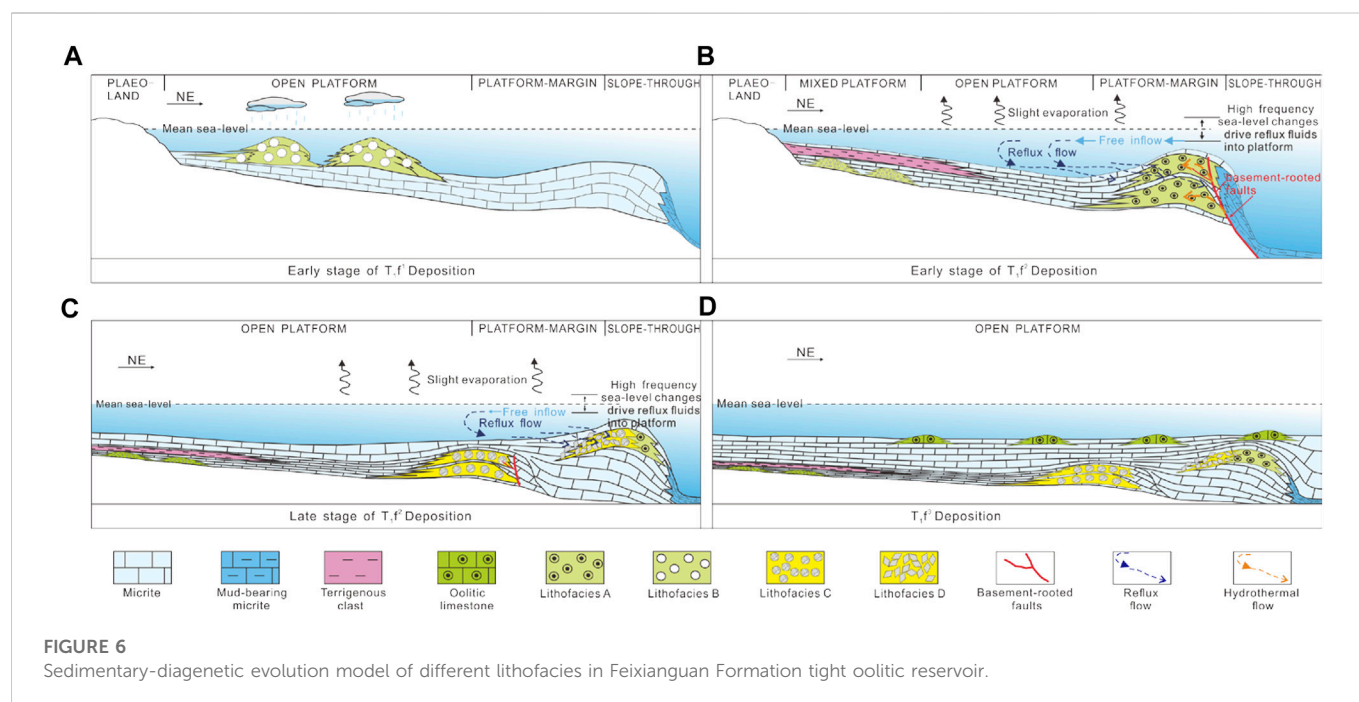 A
PLAEO-
LAND
OPEN PLATFORM
PLATFORM-MARGIN
SLOPE-THROUGH
NE
Mean sea-level
Early stage of T₁f¹ Deposition
B
PLAEO-
LAND
MIXED PLATFORM
OPEN PLATFORM
PLATFORM-MARGIN
SLOPE-THROUGH
NE
Slight evaporation
High frequency
sea-level changes
drive reflux fluids
into platform
Mean sea-level
Free inflow
Reflux flow
basement-rooted
faults
Early stage of T₁f² Deposition
C
OPEN PLATFORM
PLATFORM-MARGIN
SLOPE-THROUGH
NE
Slight evaporation
High frequency
sea-level changes
drive reflux fluids
into platform
Mean sea-level
Free inflow
Reflux flow
Late stage of T₁f² Deposition
D
OPEN PLATFORM
NE
Mean sea-level
T₁f³ Deposition
Micrite
Mud-bearing
micrite
Terrigenous
clast
Oolitic
limestone
Lithofacies A
Lithofacies B
Lithofacies C
Lithofacies D
Basement-rooted
faults
Reflux
flow
Hydrothermal
flow
FIGURE 6
Sedimentary-diagenetic evolution model of different lithofacies in Feixianguan Formation tight oolitic reservoir.